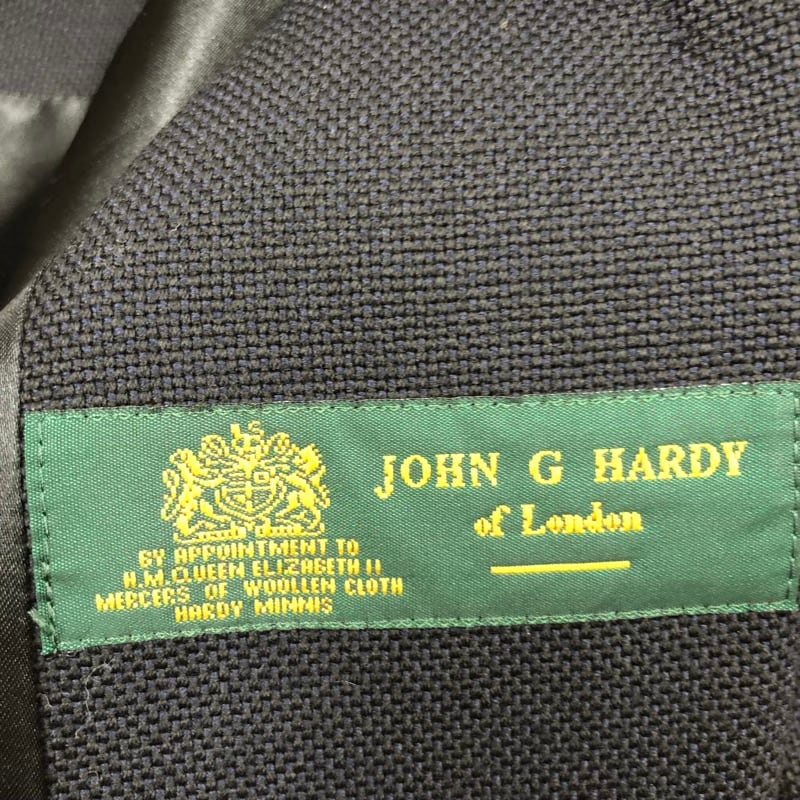 JOHN G HARDY
of London
BY APPOINTMENT TO
H.M. QUEEN ELIZABETH II
MERCERS OF WOOLLEN CLOTH
HARDY MINNIS